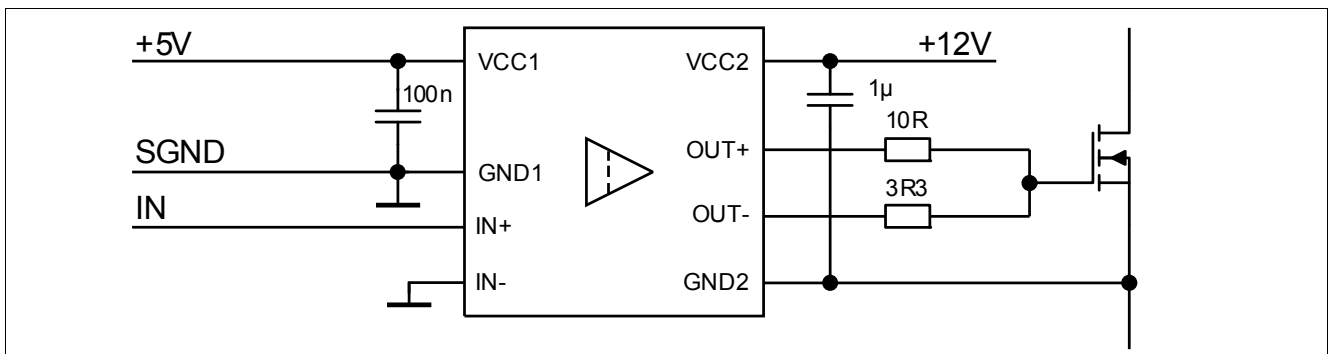 +5V
VCC1
VCC2
+12V
100n
1µ
10R
SGND
OUT+
GND1
3R3
IN
OUT-
IN+
IN-
GND2